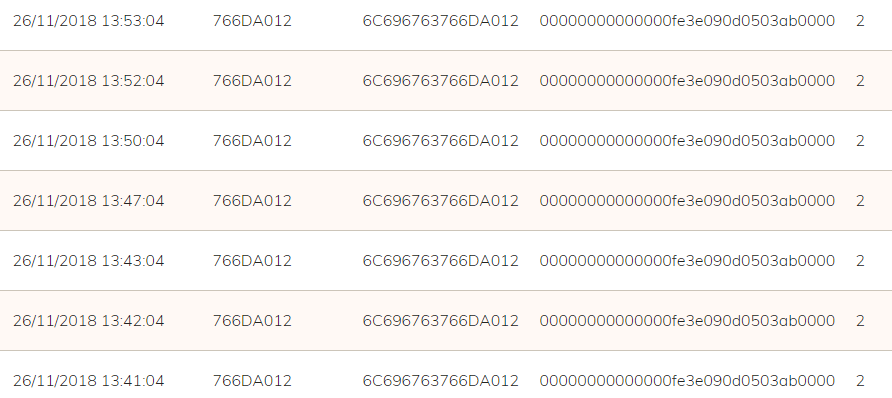 26/11/2018 13:53:04 766DA012 6C696763766DA012 00000000000000fe3e090d0503ab0000 2
26/11/2018 13:52:04 766DA012 6C696763766DA012 00000000000000fe3e090d0503ab0000 2
26/11/2018 13:50:04 766DA012 6C696763766DA012 00000000000000fe3e090d0503ab0000 2
26/11/2018 13:47:04 766DA012 6C696763766DA012 00000000000000fe3e090d0503ab0000 2
26/11/2018 13:43:04 766DA012 6C696763766DA012 00000000000000fe3e090d0503ab0000 2
26/11/2018 13:42:04 766DA012 6C696763766DA012 00000000000000fe3e090d0503ab0000 2
26/11/2018 13:41:04 766DA012 6C696763766DA012 00000000000000fe3e090d0503ab0000 2